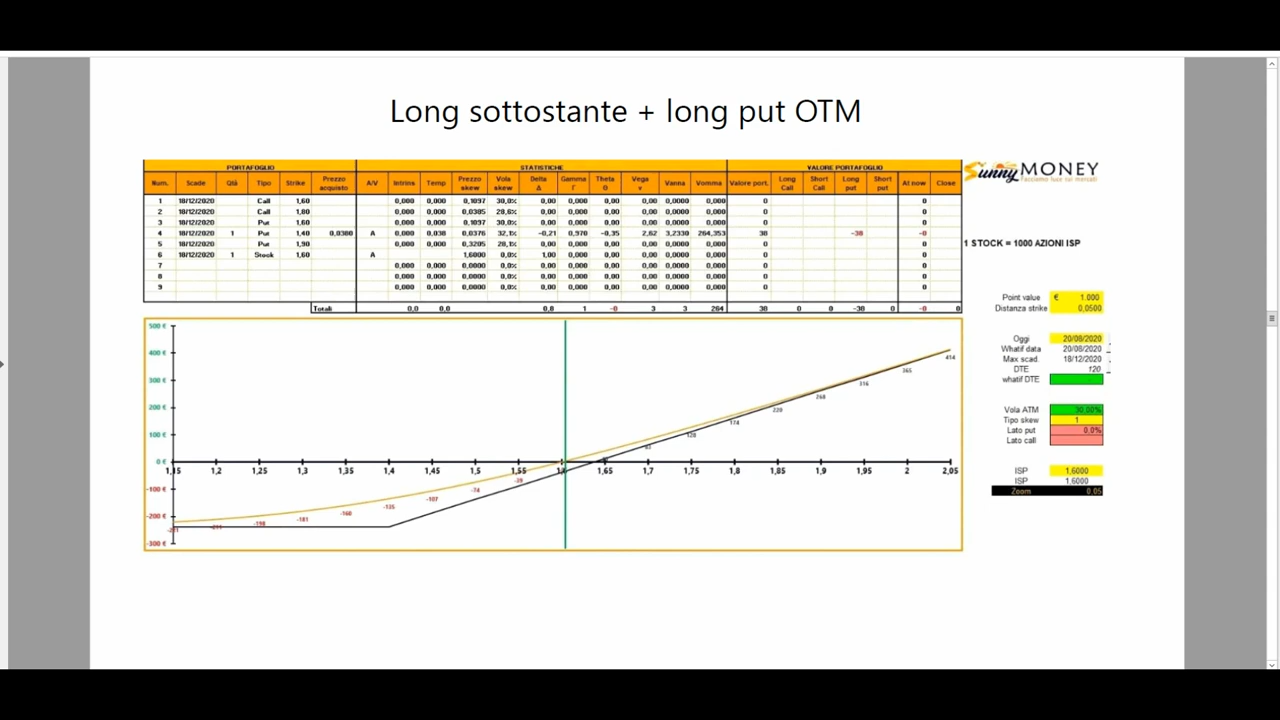 Long sottostante + long put OTM
PORTAFOGLIO STATISTICHE VALORE PORTAFOGLIO
Num. Scade Qtà Tipo Strike Prezzo acquisto A/V Intrins Temp Prezzo skew Vola skew Delta Δ Gamma Γ Theta Θ Vega v Vanna Vomma Valore port. Long Call Short Call Long put Short put At now Close
1 18/12/2020 Call 1,60 0,000 0,000 0,1097 30,0% 0,00 0,000 0,00 0,00 0,0000 0,000 0 0
2 18/12/2020 Call 1,80 0,000 0,000 0,0385 28,6% 0,00 0,000 0,00 0,00 0,0000 0,000 0 0
3 18/12/2020 Put 1,60 0,000 0,000 0,1097 30,0% 0,00 0,000 0,00 0,00 0,0000 0,000 0 0
4 18/12/2020 1 Put 1,40 0,0380 A 0,000 0,038 0,0376 32,1% -0,21 0,970 -0,35 2,62 3,2330 264,353 38 -38 -0
5 18/12/2020 Put 1,90 0,000 0,000 0,3205 28,1% 0,00 0,000 0,00 0,00 0,0000 0,000 0 0
6 18/12/2020 1 Stock 1,60 A 1,6000 0,0% 1,00 0,000 0,00 0,00 0,0000 0,000 0 0
7 0,000 0,000 0,0000 0,0% 0,00 0,000 0,00 0,00 0,0000 0,000 0 0
8 0,000 0,000 0,0000 0,0% 0,00 0,000 0,00 0,00 0,0000 0,000 0 0
9 0,000 0,000 0,0000 0,0% 0,00 0,000 0,00 0,00 0,0000 0,000 0 0
Totali 0,0 0,0 0,8 1 -0 3 3 264 38 0 0 -38 0 -0 0
Sunny MONEY
facciamo luce sui mercati
1 STOCK = 1000 AZIONI ISP
Point value € 1.000
Distanza strike 0,0500
Oggi 20/08/2020
Whatif data 20/08/2020
Max scad. 18/12/2020
DTE 120
whatif DTE
Vola ATM 30,00%
Tipo skew 1
Lato put 0,0%
Lato call
ISP 1,6000
ISP 1,6000
Zoom 0,05
500 €
400 €
300 €
200 €
100 €
0 €
-100 €
-200 €
-300 €
1,15 1,2 1,25 1,3 1,35 1,4 1,45 1,5 1,55 1,65 1,7 1,75 1,8 1,85 1,9 1,95 2 2,05
-198 -181 -160 -135 -107 -74 -39 128 174 220 268 316 365 414